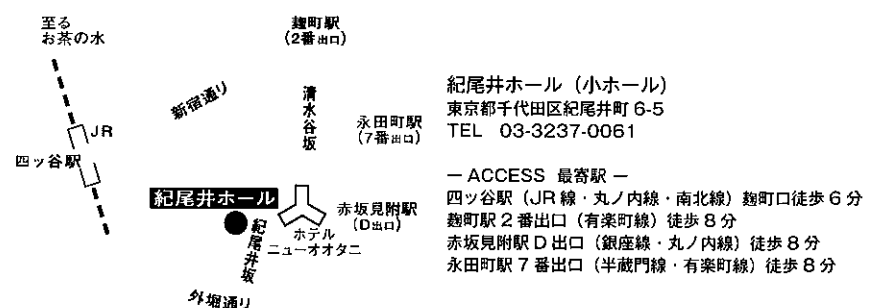 至る
お茶の水
麹町駅
(2番出口)
新宿通り
清水谷坂
永田町駅
(7番出口)
JR
四ッ谷駅
紀尾井ホール
赤坂見附駅
(D出口)
ホテル
ニューオオタニ
紀尾井坂
外堀通り
紀尾井ホール（小ホール）
東京都千代田区紀尾井町 6-5
TEL 03-3237-0061
― ACCESS 最寄駅 ―
四ッ谷駅（JR 線・丸ノ内線・南北線）麹町口徒歩 6 分
麹町駅 2 番出口（有楽町線）徒歩 8 分
赤坂見附駅 D 出口（銀座線・丸ノ内線）徒歩 8 分
永田町駅 7 番出口（半蔵門線・有楽町線）徒歩 8 分